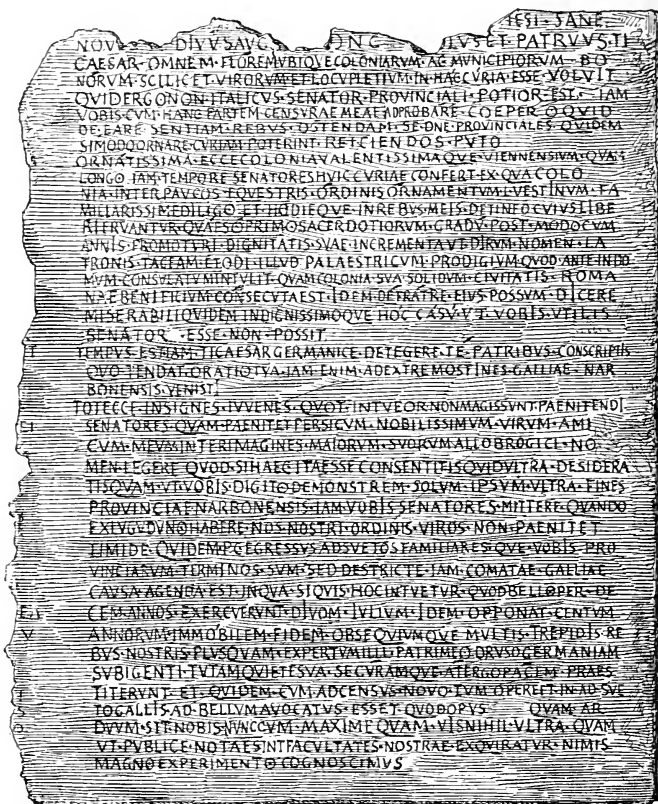 ESI · SANE
NOV · DIVVS · AVG · NC · LVS · ET · PATRVVS · TI
CAESAR · OMNEM · FLOREM · VBIQVE · COLONIARVM · AC · MVNICIPIORVM · BO
NORVM · SCILICET · VIRORVM · ET · LOCVPLETIVM · IN · HAC · CVRIA · ESSE · VOLVIT
QVID · ERGO · NON · ITALICVS · SENATOR · PROVINCIALI · POTIOR · EST · IAM
VOBIS · CVM · HANC · PARTEM · CENSVRAE · MEAE · ADPROBARE · COEPERO · QVID
DE · EA · RE · SENTIAM · REBVS · OSTENDAM · SED · NE · PROVINCIALES · QVIDEM
SI · MODO · ORNARE · CVRIAM · POTERINT · REICIENDOS · PVTO
ORNATISSIMA · ECCE · COLONIA · VALENTISSIMAQVE · VIENNENSIVM · QVAM
LONGO · IAM · TEMPORE · SENATORES · HVIC · CVRIAE · CONFERT · EX · QVA · COLO
NIA · INTER · PAVCOS · EQVESTRIS · ORDINIS · ORNAMENTVM · L · VESTINVM · FA
MILIARISSIME · DILIGO · ET · HODIEQVE · IN · REBVS · MEIS · DETINEO · CVIVS · LIBE
RI · FRVANTVR · QVAESO · PRIMO · SACERDOTIORVM · GRADV · POST · MODO · CVM
ANNIS · PROMOTVRI · DIGNITATIS · SVAE · INCREMENTA · VT · DIRVM · NOMEN · LA
TRONIS · TACEAM · ET · ODI · ILLVD · PALAESTRICVM · PRODIGIVM · QVOD · ANTE · IN · DO
MVM · CONSVLATVM · INTVLIT · QVAM · COLONIA · SVA · SOLIDVM · CIVITATIS · ROMA
NAE · BENIFICIVM · CONSECVTA · EST · IDEM · DE · FRATRE · EIVS · POSSVM · DICERE
MISERABILI · QVIDEM · INDIGNISSIMOQVE · HOC · CASV · VT · VOBIS · VTILIS
SENATOR · ESSE · NON · POSSIT
TEMPVS · EST · IAM · TI · CAESAR · GERMANICE · DETEGERE · TE · PATRIBVS · CONSCRIPTIS
QVO · TENDAT · ORATIO · TVA · IAM · ENIM · AD · EXTREMOS · FINES · GALLIAE · NAR
BONENSIS · VENISTI
TOT · ECCE · INSIGNES · IVVENES · QVOT · INTVEOR · NON · MAGIS · SVNT · PAENITENDI
SENATORES · QVAM · PAENITET · PERSICVM · NOBILISSIMVM · VIRVM · AMI
CVM · MEVM · INTER · IMAGINES · MAIORVM · SVORVM · ALLOBROGICI · NO
MEN · LEGERE · QVOD · SI · HAEC · ITA · ESSE · CONSENTITIS · QVID · VLTRA · DESIDERA
TIS · QVAM · VT · VOBIS · DIGITO · DEMONSTREM · SOLVM · IPSVM · VLTRA · FINES
PROVINCIAE · NARBONENSIS · IAM · VOBIS · SENATORES · MITTERE · QVANDO
EX · LVGVDVNO · HABERE · NOS · NOSTRI · ORDINIS · VIROS · NON · PAENITET
TIMIDE · QVIDEM · P · C · EGRESSVS · ADSVETOS · FAMILIARESQVE · VOBIS · PRO
VINCIARVM · TERMINOS · SVM · SED · DESTRICTE · IAM · COMATAE · GALLIAE
CAVSA · AGENDA · EST · IN · QVA · SI · QVIS · HOC · INTVETVR · QVOD · BELLO · PER · DE
CEM · ANNOS · EXERCVERVNT · DIVOM · IVLIVM · IDEM · OPPONAT · CENTVM
ANNORVM · IMMOBILEM · FIDEM · OBSEQVIVMQVE · MVLTIS · TREPIDIS · RE
BVS · NOSTRIS · PLVS · QVAM · EXPERTVM · ILLI · PATRI · MEO · DRVSO · GERMANIAM
SVBIGENTI · TVTAM · QVIETE · SVA · SECVRAMQVE · A · TERGO · PACEM · PRAES
TITERVNT · ET · QVIDEM · CVM · AD · CENSVS · NOVO · TVM · OPERE · ET · IN · AD · SVE
TO · GALLIS · AD · BELLVM · AVOCATVS · ESSET · QVOD · OPVS · QVAM · AR
DVVM · SIT · NOBIS · NVNC · CVM · MAXIME · QVAM · VIS · NIHIL · VLTRA · QVAM
VT · PVBLICE · NOTAE · SINT · FACVLTATES · NOSTRAE · EXQVIRATVR · NIMIS
MAGNO · EXPERIMENTO · COGNOSCIMVS